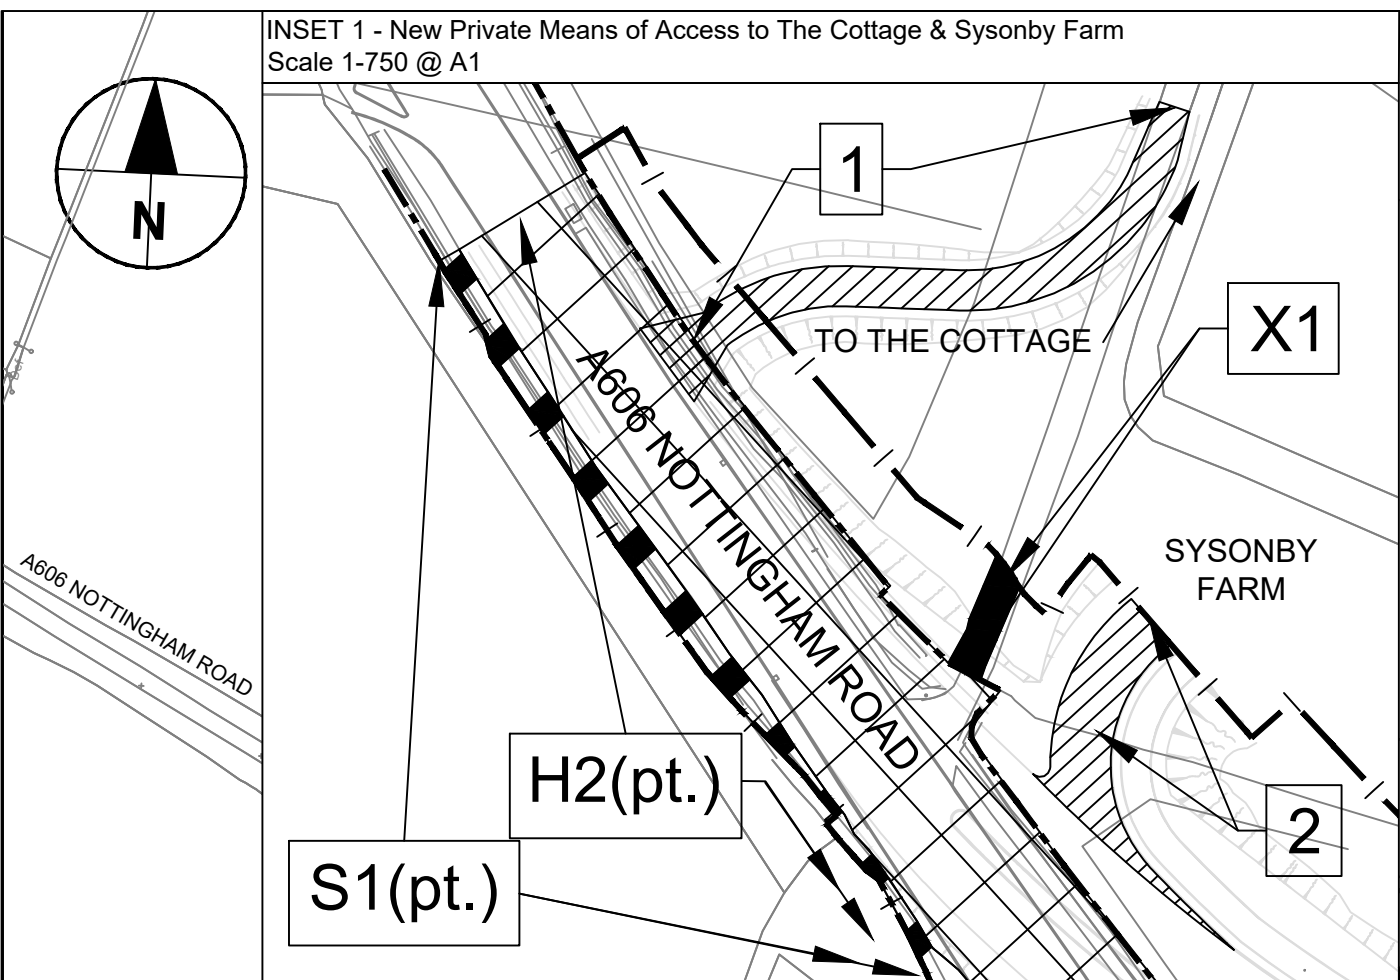 INSET 1 - New Private Means of Access to The Cottage & Sysonby Farm
Scale 1-750 @ A1
N
1
X1
TO THE COTTAGE
A606 NOTTINGHAM ROAD
SYSONBY
FARM
A606 NOTTINGHAM ROAD
H2(pt.)
2
S1(pt.)